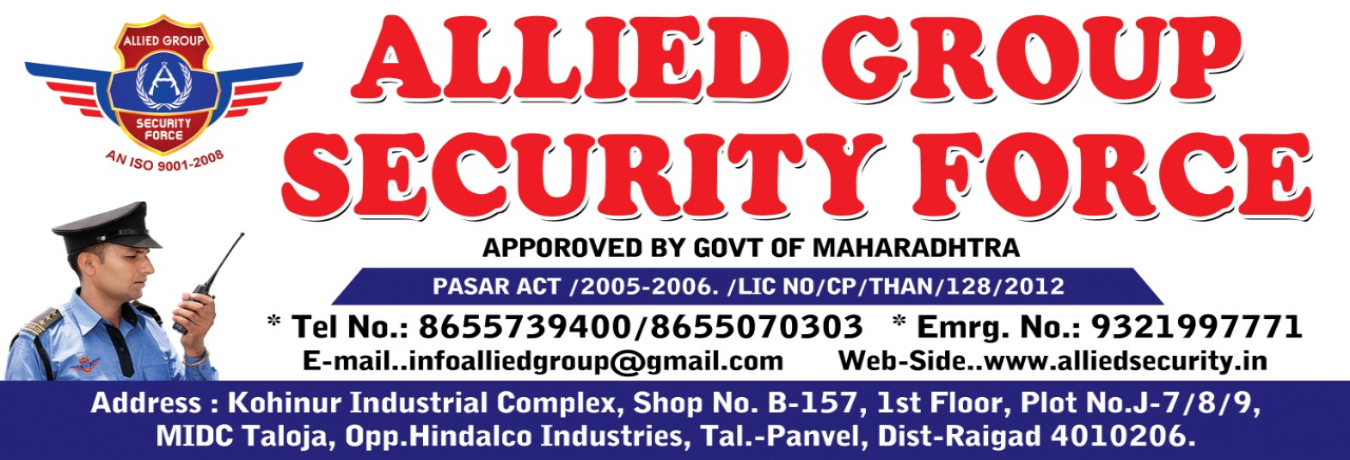 ALLIED GROUP
A
SECURITY
FORCE
AN ISO 9001-2008
ALLIED GROUP
SECURITY FORCE
APPOROVED BY GOVT OF MAHARADHTRA
PASAR ACT /2005-2006. /LIC NO/CP/THAN/128/2012
* Tel No.: 8655739400/8655070303 * Emrg. No.: 9321997771
E-mail..infoalliedgroup@gmail.com Web-Side..www.alliedsecurity.in
Address : Kohinur Industrial Complex, Shop No. B-157, 1st Floor, Plot No.J-7/8/9,
MIDC Taloja, Opp.Hindalco Industries, Tal.-Panvel, Dist-Raigad 4010206.